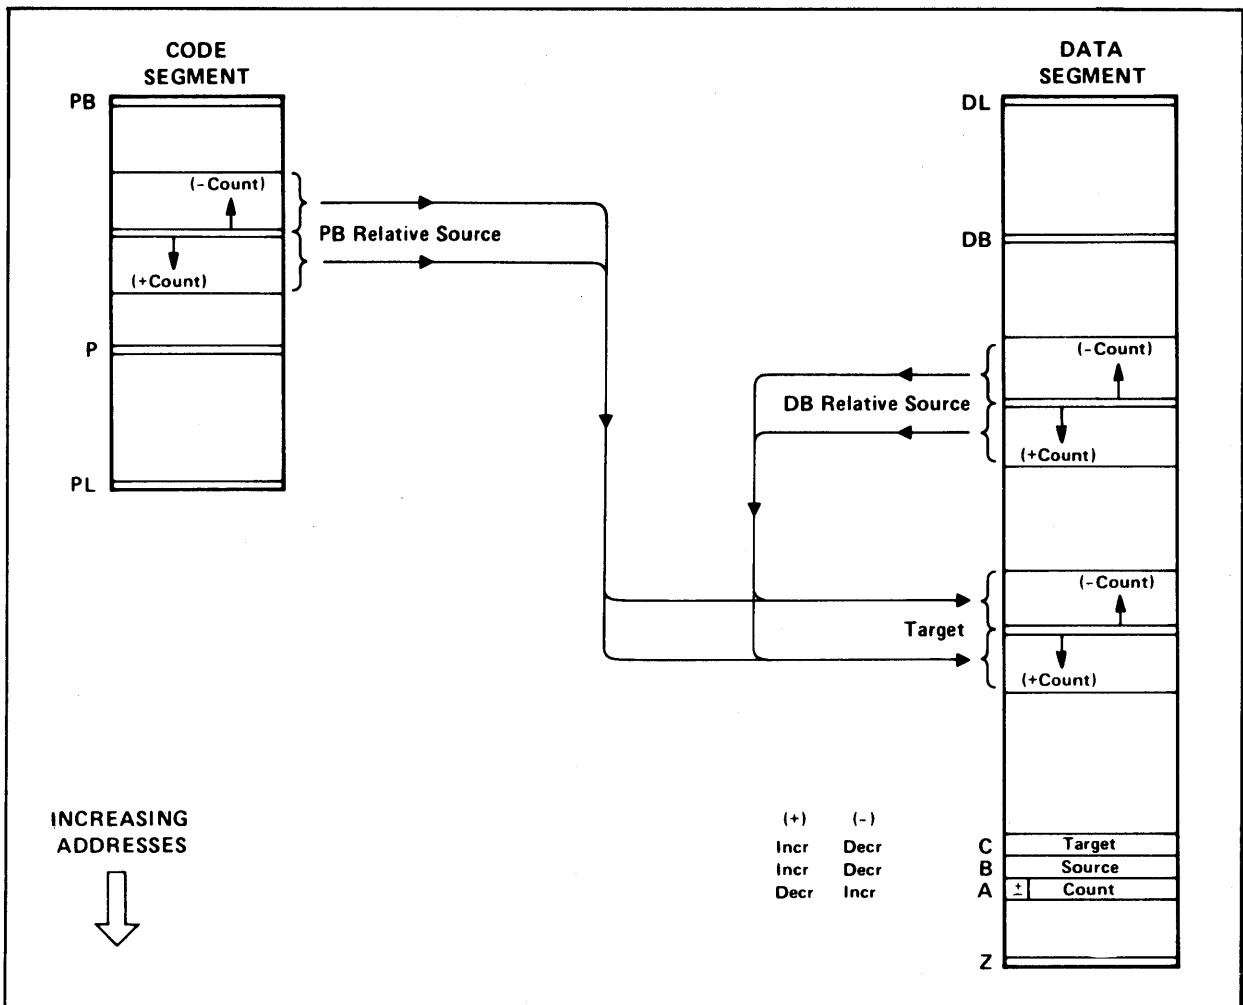 CODE
SEGMENT
PB
(-Count)
(+Count)
PB Relative Source
P
PL
DATA
SEGMENT
DL
DB
(-Count)
DB Relative Source
(+Count)
(-Count)
Target
(+Count)
INCREASING
ADDRESSES
(+) (-)
Incr Decr C Target
Incr Decr B Source
Decr Incr A ± Count
Z